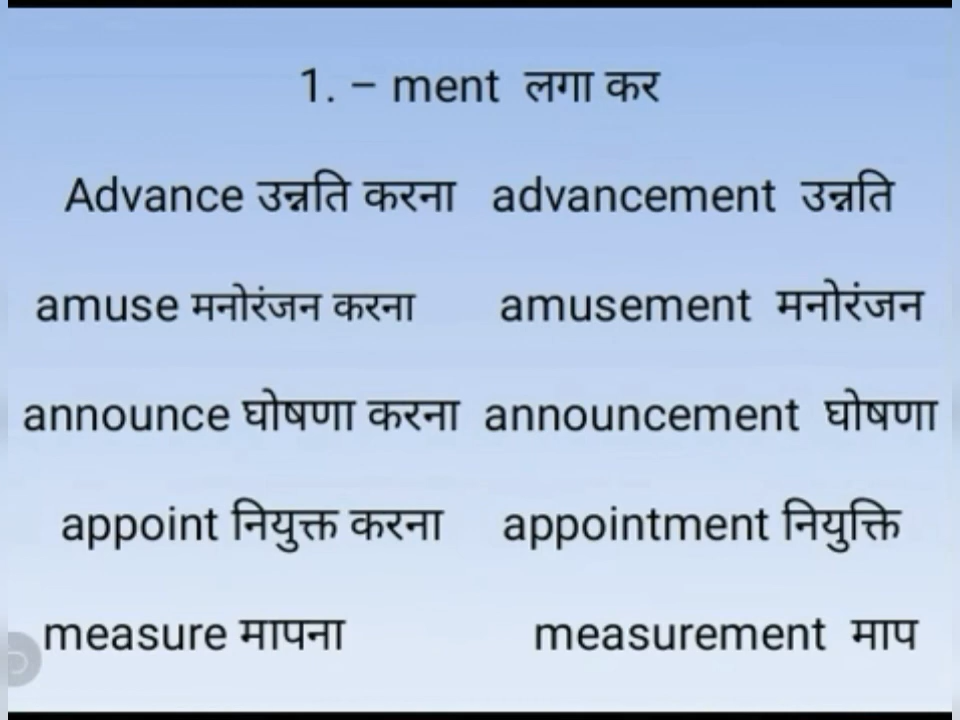 1. – ment लगा कर
Advance उन्नति करना advancement उन्नति
amuse मनोरंजन करना amusement मनोरंजन
announce घोषणा करना announcement घोषणा
appoint नियुक्त करना appointment नियुक्ति
measure मापना measurement माप